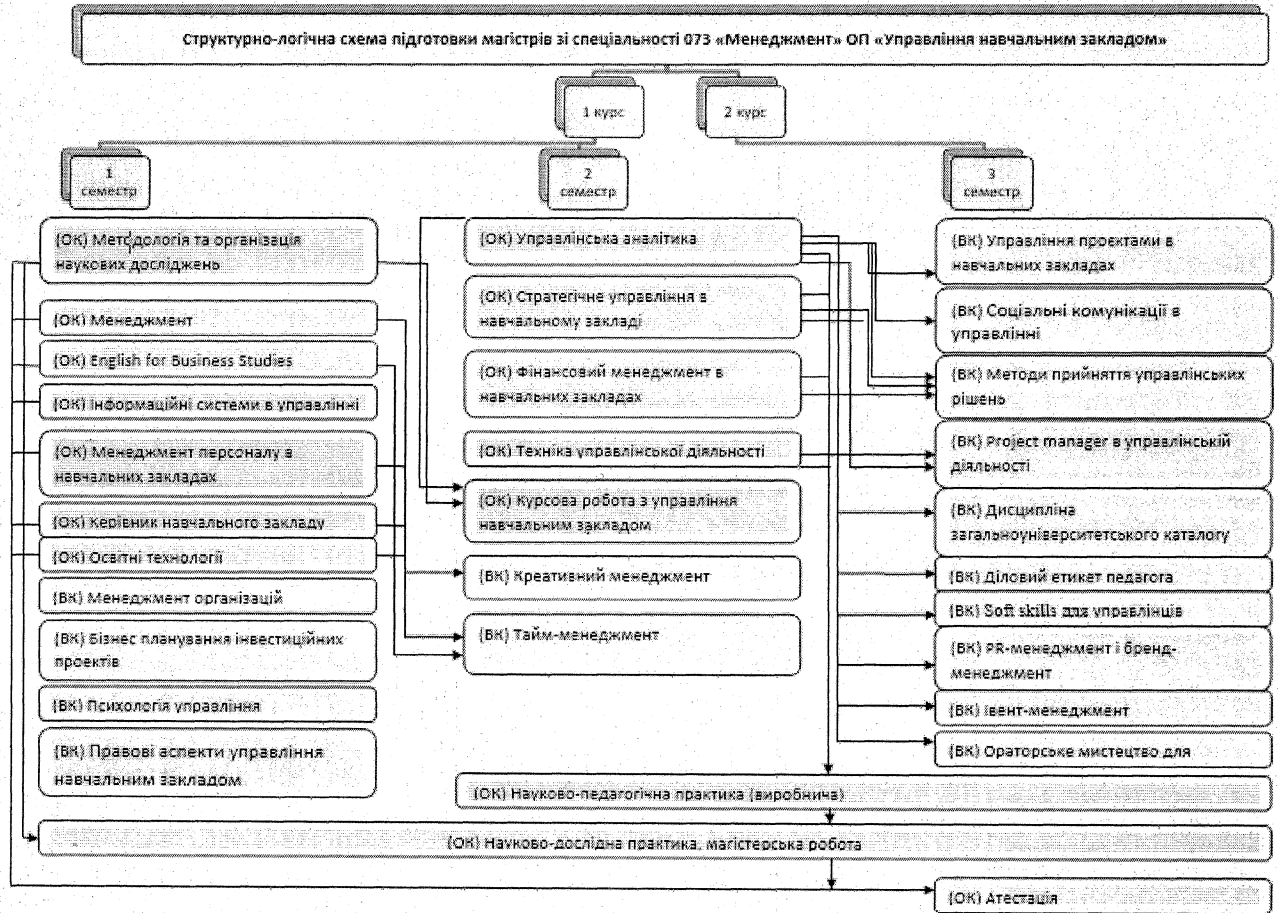 Структурно-логічна схема підготовки магістрів зі спеціальності 073 «Менеджмент» ОП «Управління навчальним закладом»
1 курс
2 курс
1
семестр
2
семестр
3
семестр
(ОК) Методологія та організація
наукових досліджень
(ОК) Менеджмент
(ОК) English for Business Studies
(ОК) Інформаційні системи в управлінні
(ОК) Менеджмент персоналу в
навчальних закладах
(ОК) Керівник навчального закладу
(ОК) Освітні технології
(ВК) Менеджмент організацій
(ВК) Бізнес планування інвестиційних
проектів
(ВК) Психологія управління
(ВК) Правові аспекти управління
навчальним закладом
(ОК) Управлінська аналітика
(ОК) Стратегічне управління в
навчальному закладі
(ОК) Фінансовий менеджмент в
навчальних закладах
(ОК) Техніка управлінської діяльності
(ОК) Курсова робота з управління
навчальним закладом
(ВК) Креативний менеджмент
(ВК) Тайм-менеджмент
(ВК) Управління проєктами в
навчальних закладах
(ВК) Соціальні комунікації в
управлінні
(ВК) Методи прийняття управлінських
рішень
(ВК) Project manager в управлінській
діяльності
(ВК) Дисципліна
загальноуніверситетського каталогу
(ВК) Діловий етикет педагога
(ВК) Soft skills для управлінців
(ВК) PR-менеджмент і бренд-
менеджмент
(ВК) Івент-менеджмент
(ВК) Ораторське мистецтво для
(ОК) Науково-педагогічна практика (виробнича)
(ОК) Науково-дослідна практика, магістерська робота
(ОК) Атестація